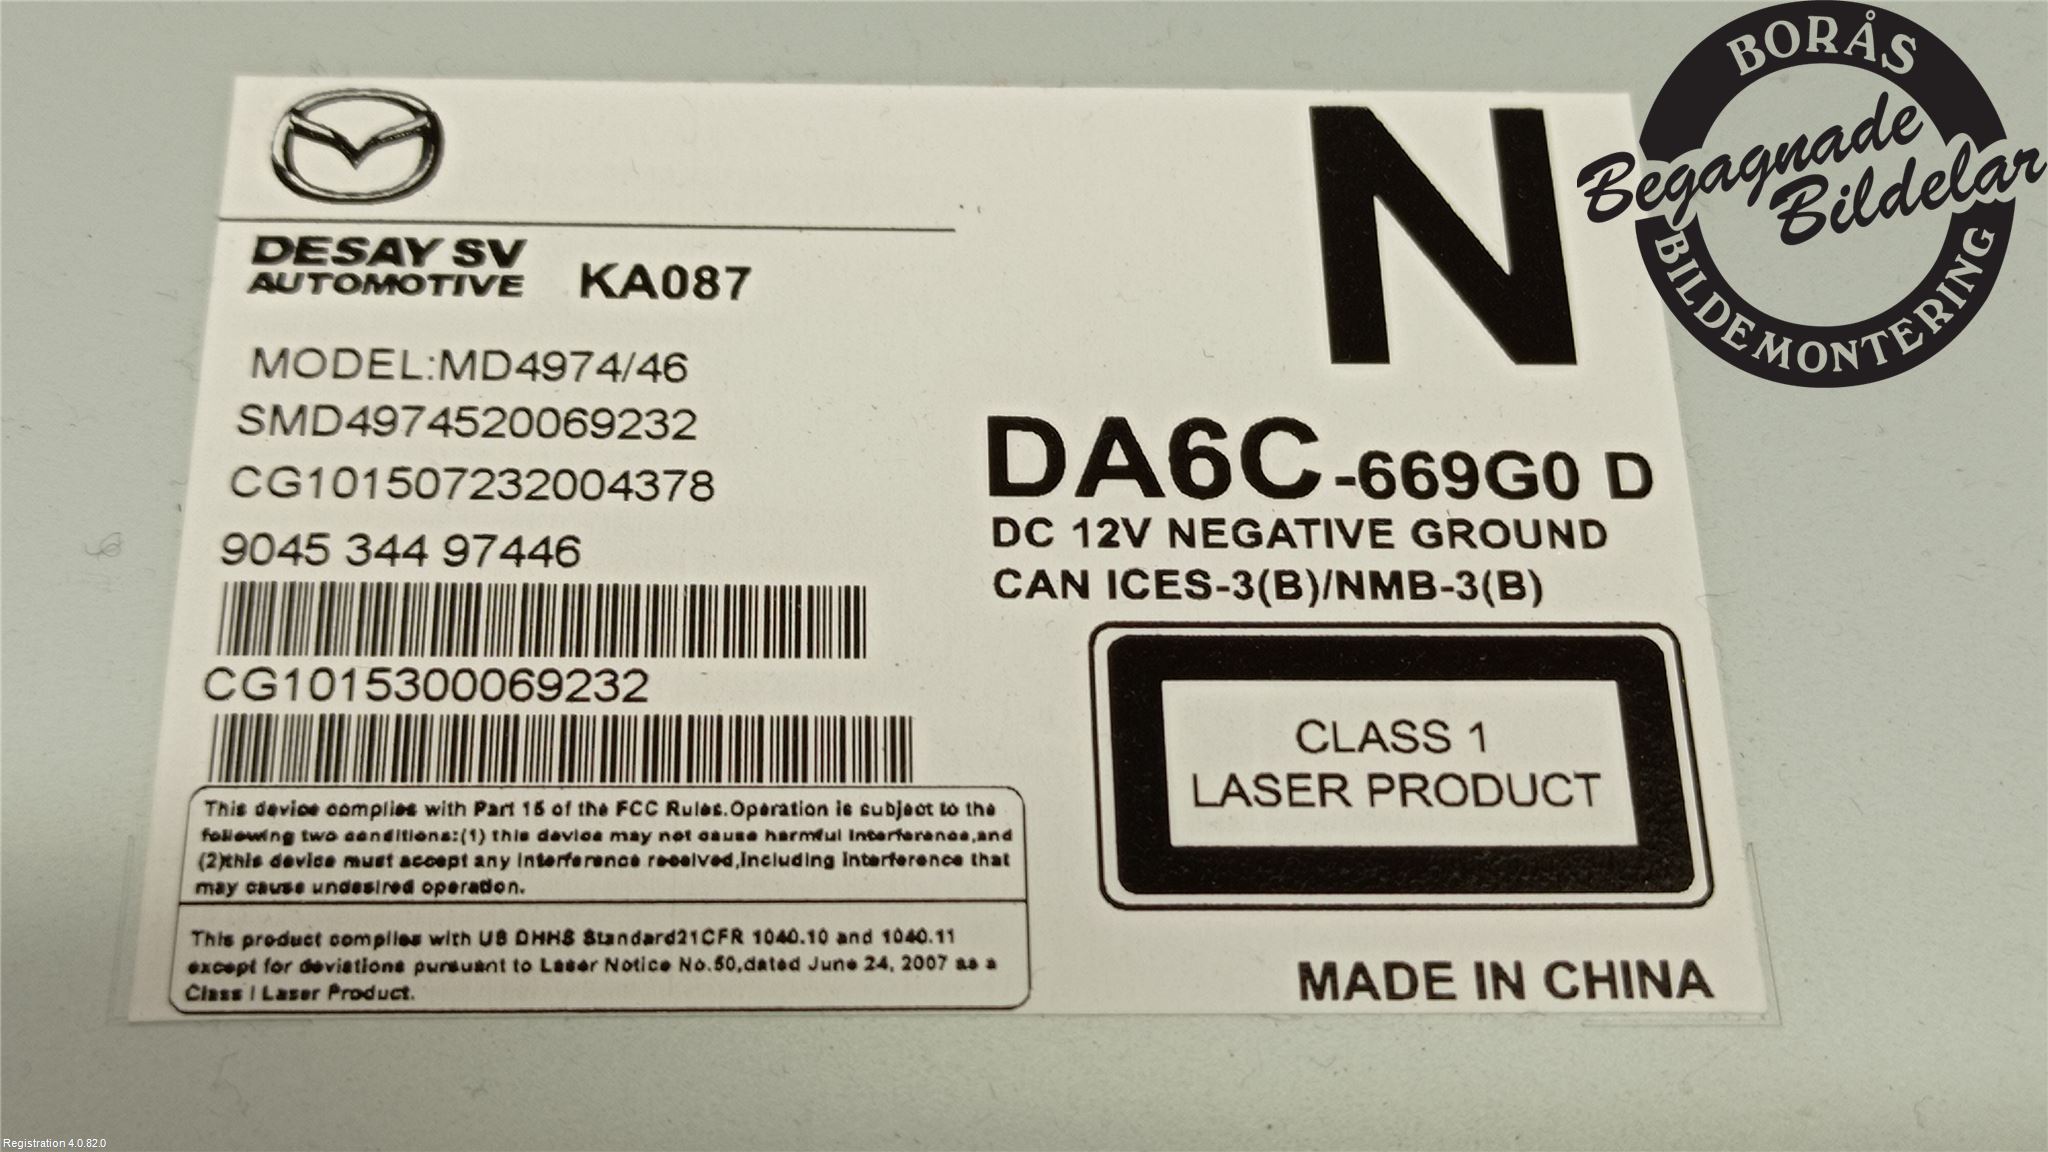 BORÅS
Begagnade
Bildelar
BILDEMONTERING
N
DESAY SV
AUTOMOTIVE
KA087
MODEL:MD4974/46
SMD4974520069232
CG101507232004378
9045 344 97446
CG1015300069232
This device complies with Part 15 of the FCC Rules.Operation is subject to the
following two conditions:(1) this device may not cause harmful interference,and
(2)this device must accept any interference received,including interference that
may cause undesired operation.
This product complies with US DHHS Standard21CFR 1040.10 and 1040.11
except for deviations pursuant to Laser Notice No.50,dated June 24, 2007 as a
Class I Laser Product.
DA6C-669G0 D
DC 12V NEGATIVE GROUND
CAN ICES-3(B)/NMB-3(B)
CLASS 1
LASER PRODUCT
MADE IN CHINA
Registration 4.0.82.0